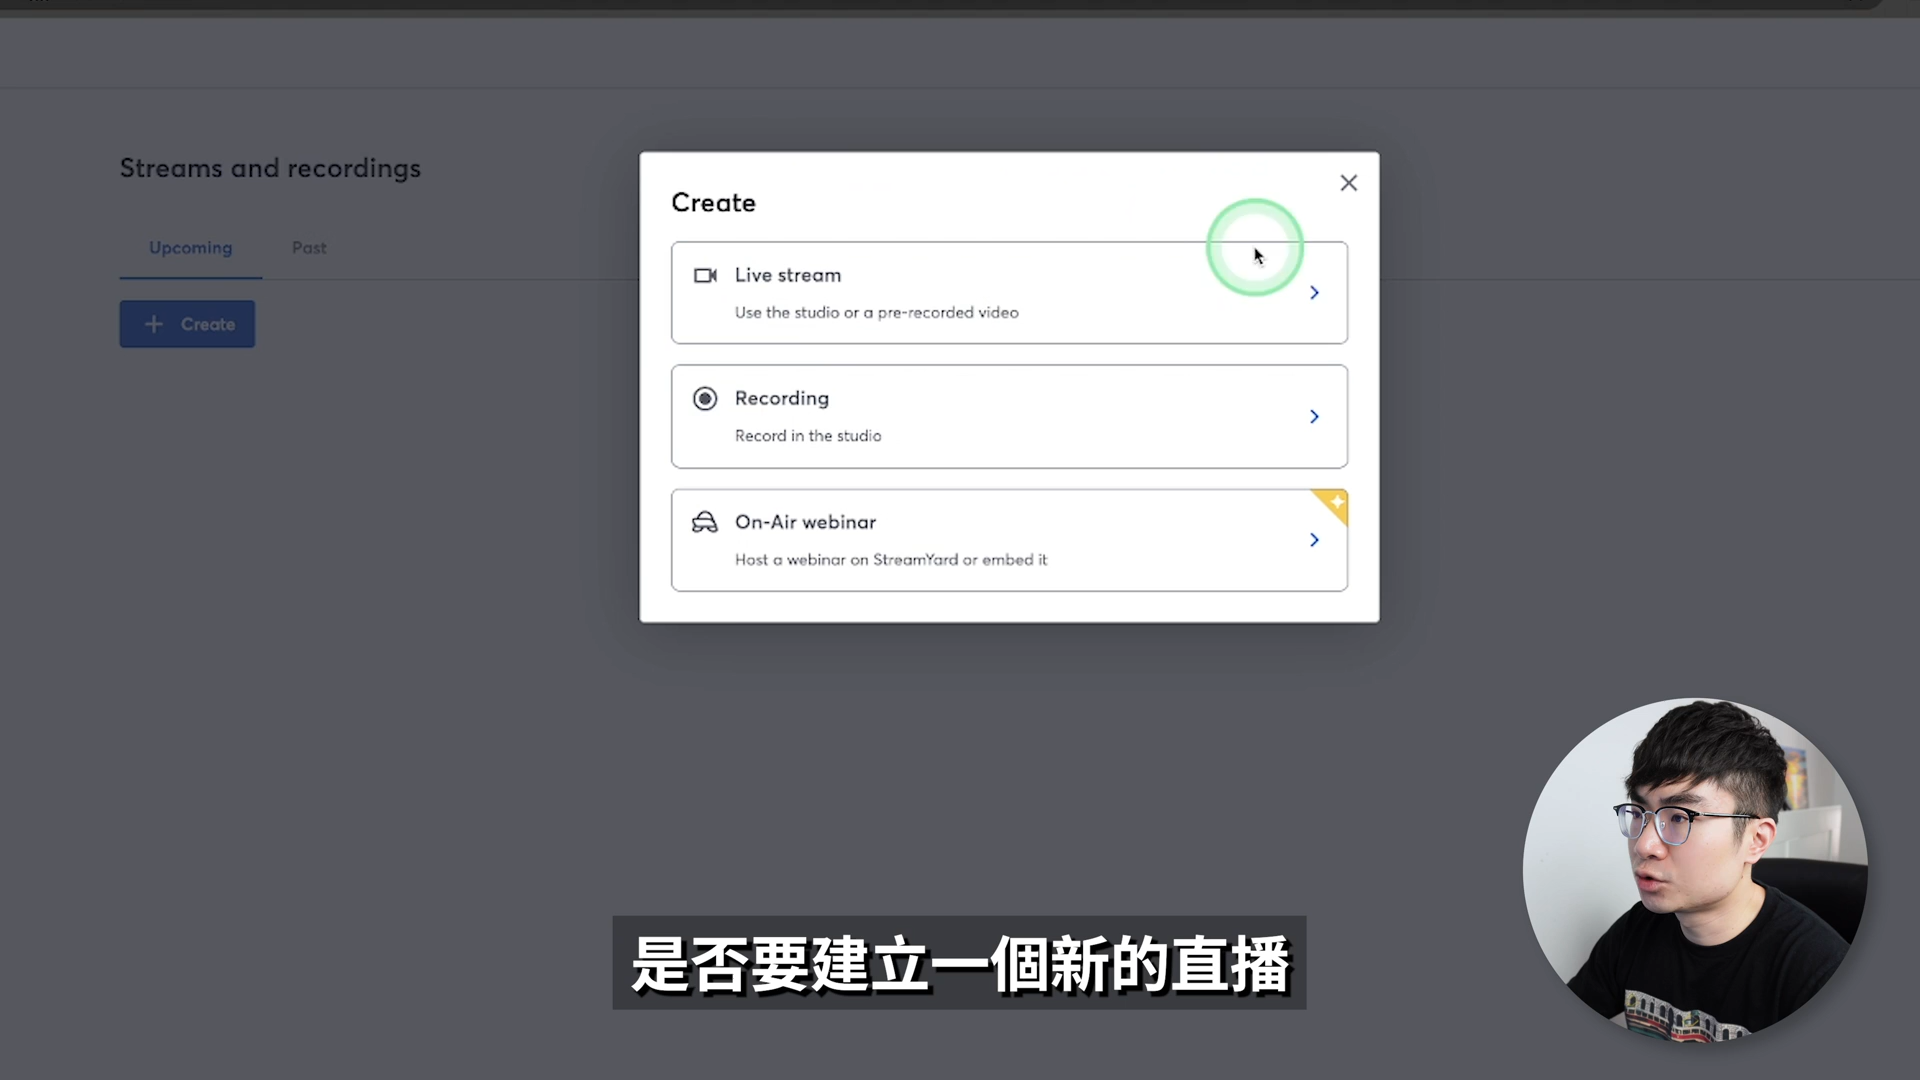 Streams and recordings
Upcoming
Past
Create
Create
Live stream
Use the studio or a pre-recorded video
Recording
Record in the studio
On-Air webinar
Host a webinar on StreamYard or embed it
是否要建立一個新的直播